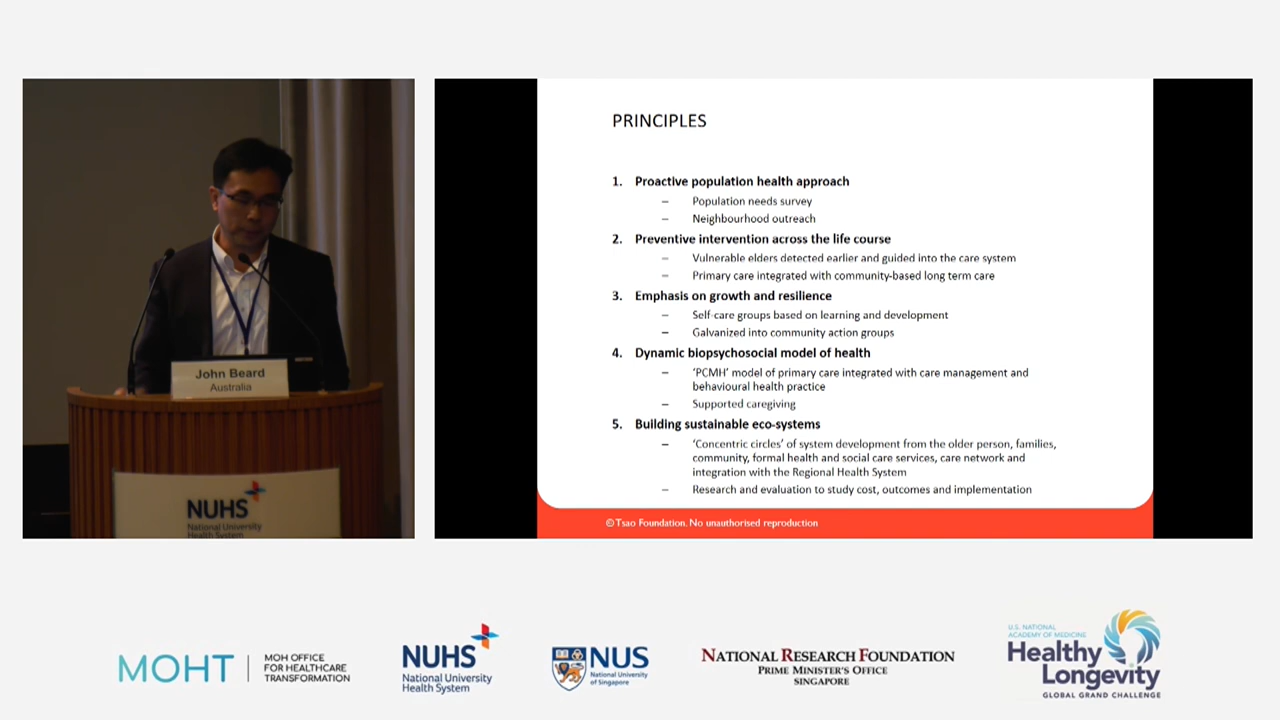 John Beard
Australia
NUHS
National University
Health System
PRINCIPLES
1. Proactive population health approach
– Population needs survey
– Neighbourhood outreach
2. Preventive intervention across the life course
– Vulnerable elders detected earlier and guided into the care system
– Primary care integrated with community-based long term care
3. Emphasis on growth and resilience
– Self-care groups based on learning and development
– Galvanized into community action groups
4. Dynamic biopsychosocial model of health
– ‘PCMH’ model of primary care integrated with care management and
behavioural health practice
– Supported caregiving
5. Building sustainable eco-systems
– ‘Concentric circles’ of system development from the older person, families,
community, formal health and social care services, care network and
integration with the Regional Health System
– Research and evaluation to study cost, outcomes and implementation
© Tsao Foundation. No unauthorised reproduction
MOHT
MOH OFFICE
FOR HEALTHCARE
TRANSFORMATION
NUHS
National University
Health System
NUS
National University
of Singapore
NATIONAL RESEARCH FOUNDATION
PRIME MINISTER'S OFFICE
SINGAPORE
U.S. NATIONAL
ACADEMY OF MEDICINE
Healthy
Longevity
GLOBAL GRAND CHALLENGE